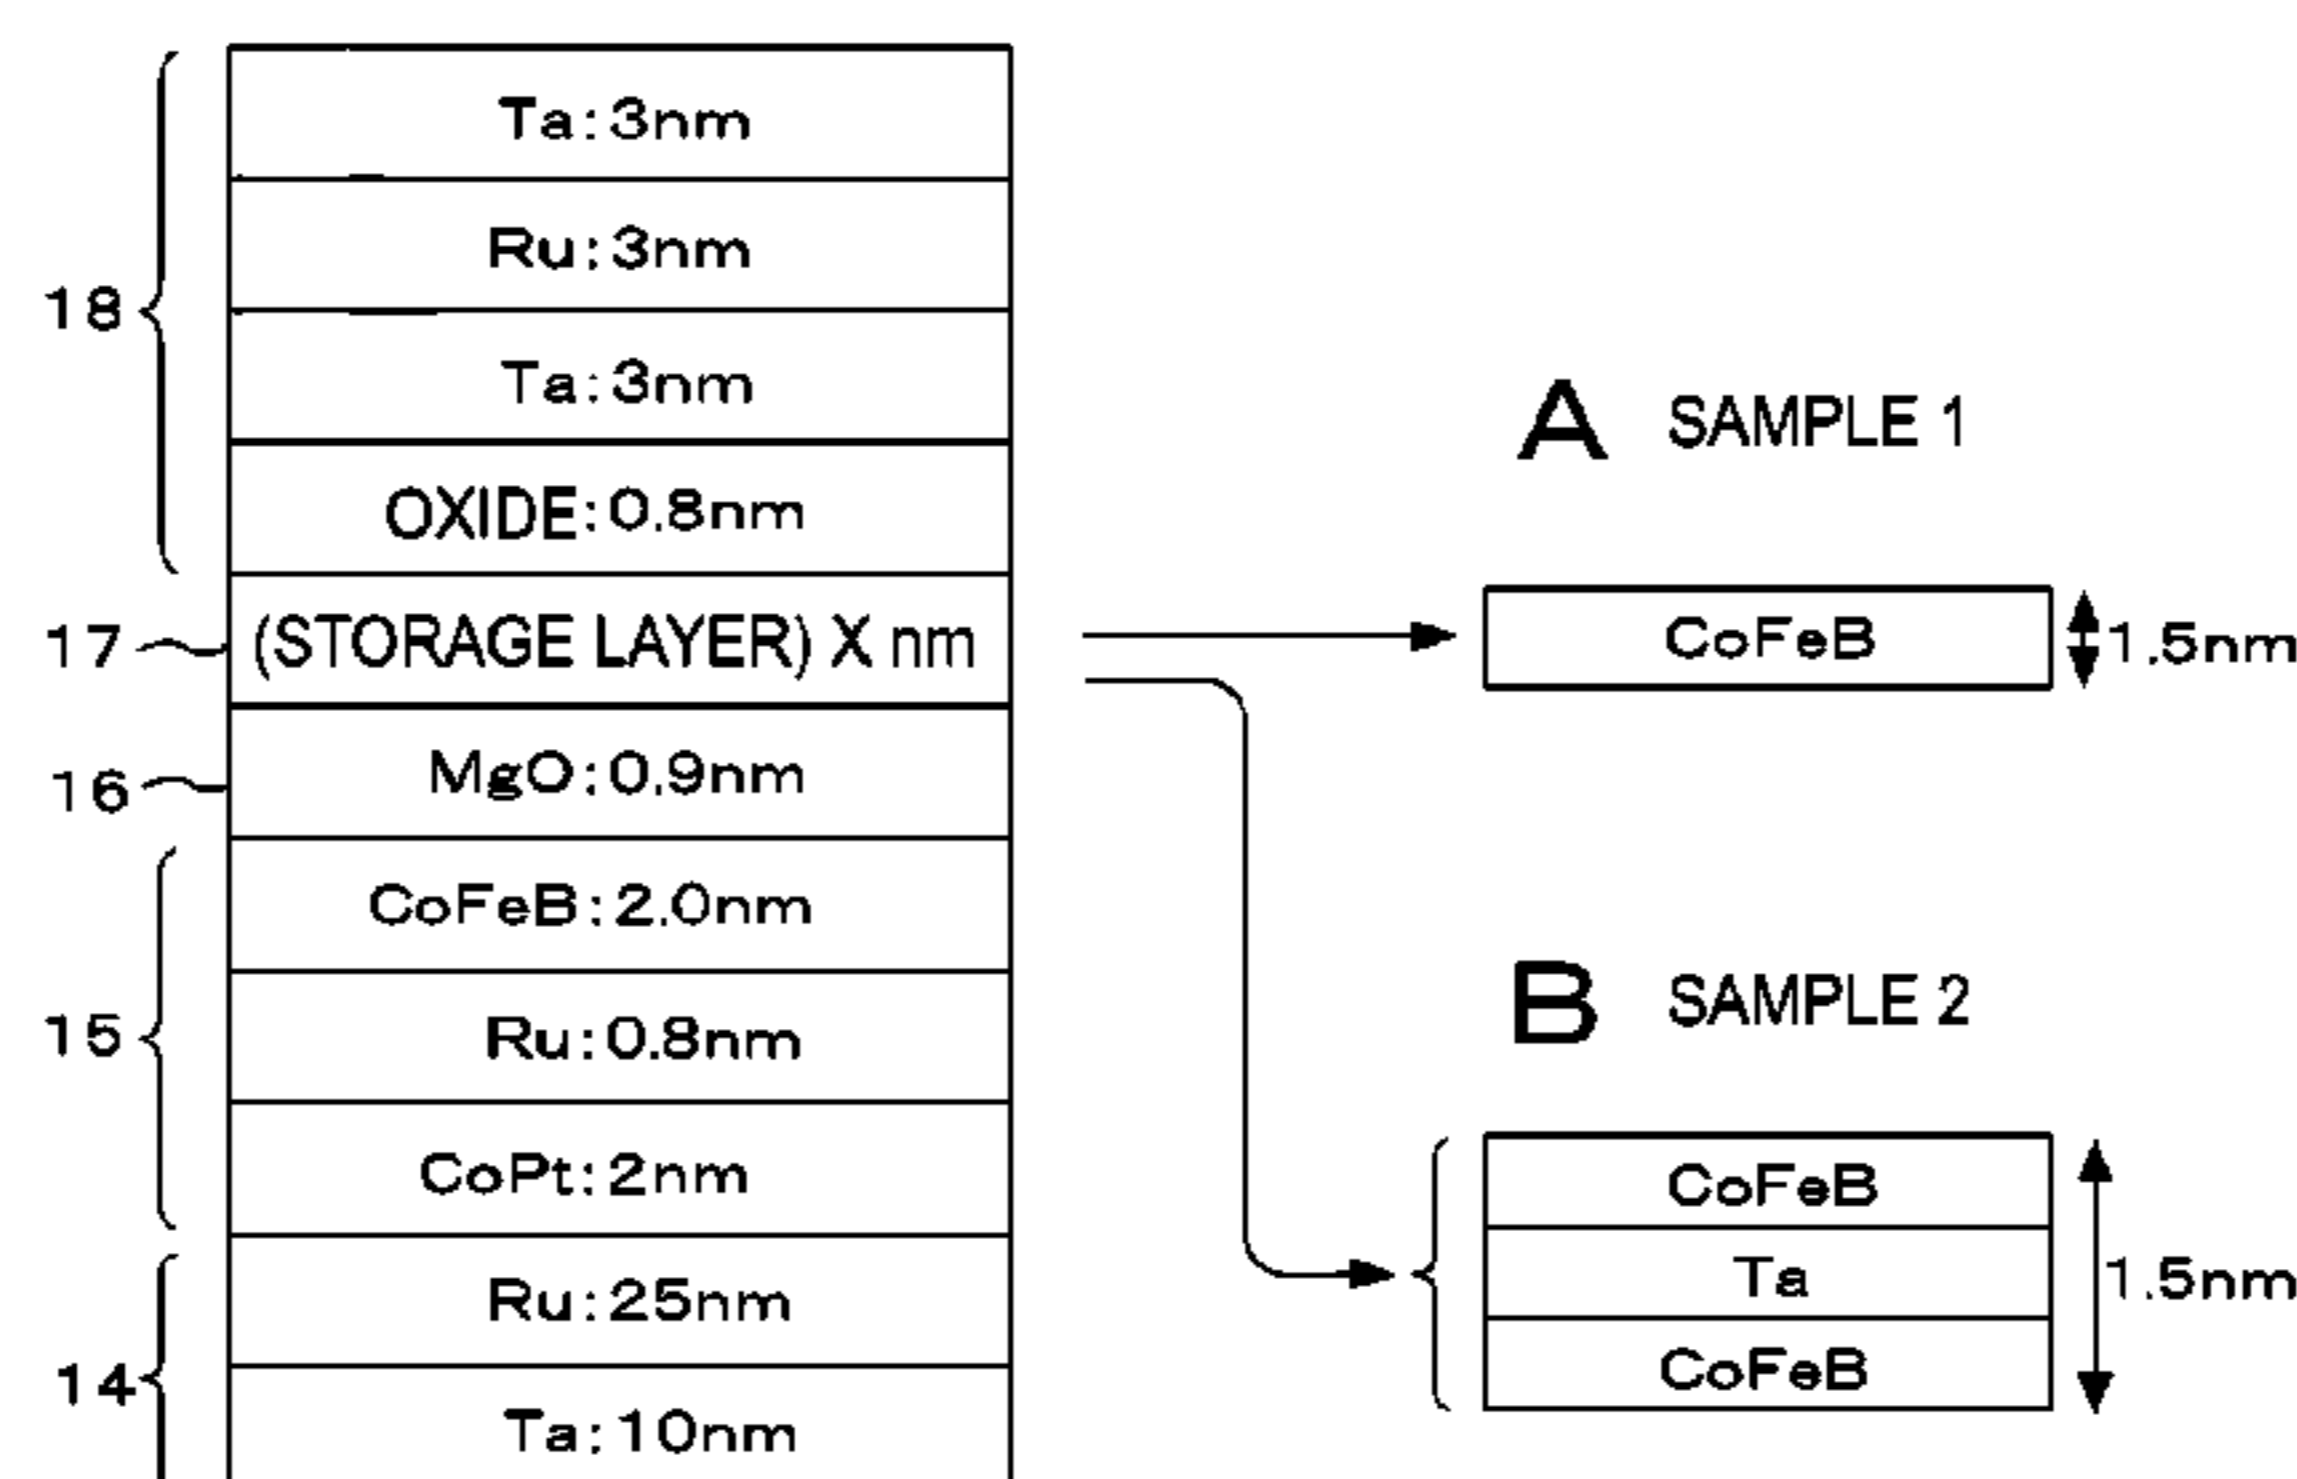 18
Ta:3nm
Ru:3nm
Ta:3nm
OXIDE:0.8nm
17
(STORAGE LAYER) X nm
16
MgO:0.9nm
15
CoFeB:2.0nm
Ru:0.8nm
CoPt:2nm
14
Ru:25nm
Ta:10nm
A SAMPLE 1
CoFeB
1.5nm
B SAMPLE 2
CoFeB
Ta
CoFeB
1.5nm